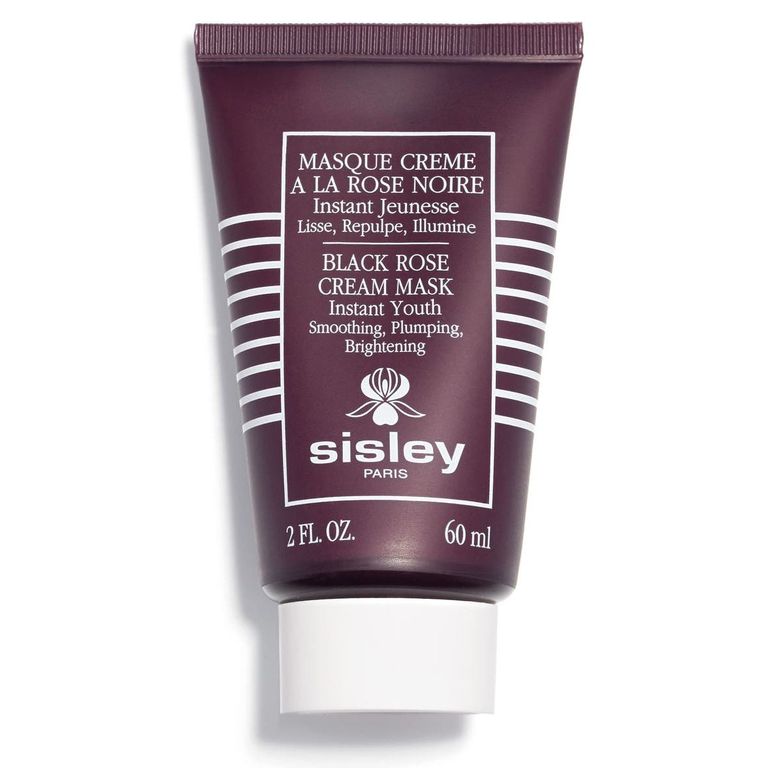 MASQUE CREME
A LA ROSE NOIRE
Instant Jeunesse
Lisse, Repulpe, Illumine
BLACK ROSE
CREAM MASK
Instant Youth
Smoothing, Plumping,
Brightening
sisley
PARIS
2 FL. OZ. 60 ml